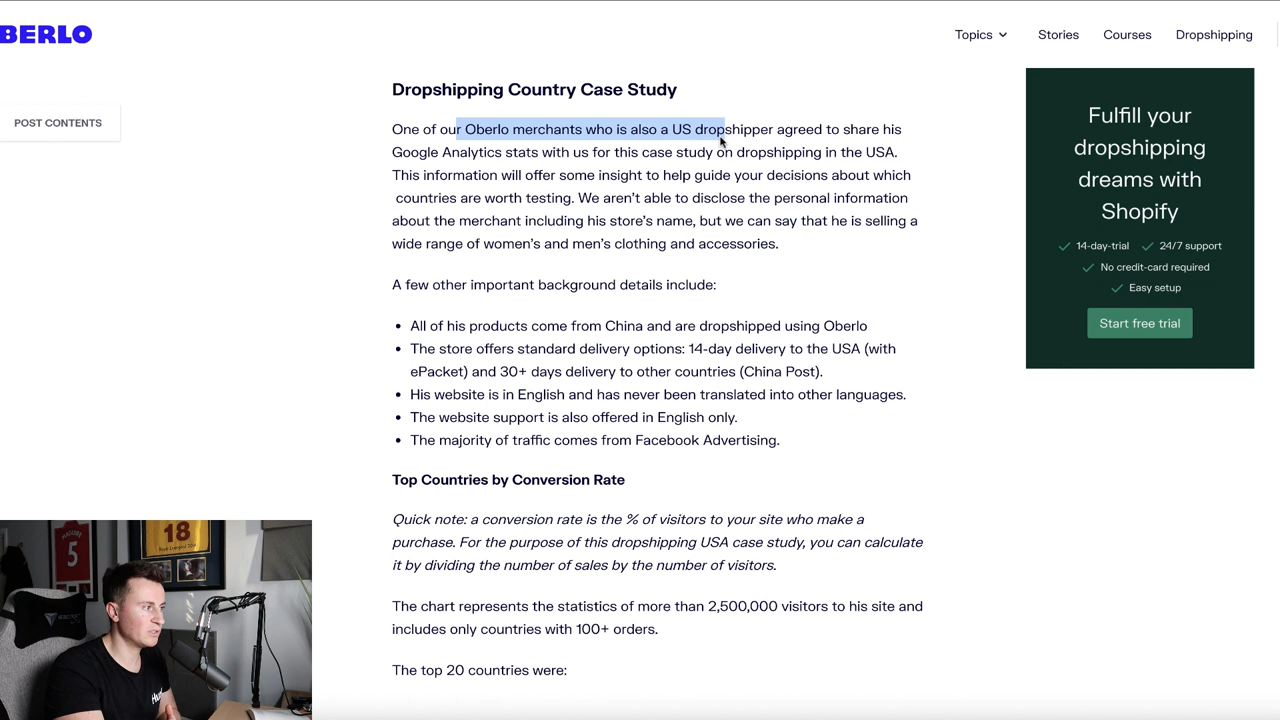 BERLO
Topics
Stories
Courses
Dropshipping
POST CONTENTS
Dropshipping Country Case Study
One of our Oberlo merchants who is also a US dropshipper agreed to share his
Google Analytics stats with us for this case study on dropshipping in the USA.
This information will offer some insight to help guide your decisions about which
countries are worth testing. We aren't able to disclose the personal information
about the merchant including his store's name, but we can say that he is selling a
wide range of women's and men's clothing and accessories.
A few other important background details include:
• All of his products come from China and are dropshipped using Oberlo
• The store offers standard delivery options: 14-day delivery to the USA (with
ePacket) and 30+ days delivery to other countries (China Post).
• His website is in English and has never been translated into other languages.
• The website support is also offered in English only.
• The majority of traffic comes from Facebook Advertising.
Top Countries by Conversion Rate
Quick note: a conversion rate is the % of visitors to your site who make a
purchase. For the purpose of this dropshipping USA case study, you can calculate
it by dividing the number of sales by the number of visitors.
The chart represents the statistics of more than 2,500,000 visitors to his site and
includes only countries with 100+ orders.
The top 20 countries were:
Fulfill your
dropshipping
dreams with
Shopify
14-day-trial
24/7 support
No credit-card required
Easy setup
Start free trial
5
18